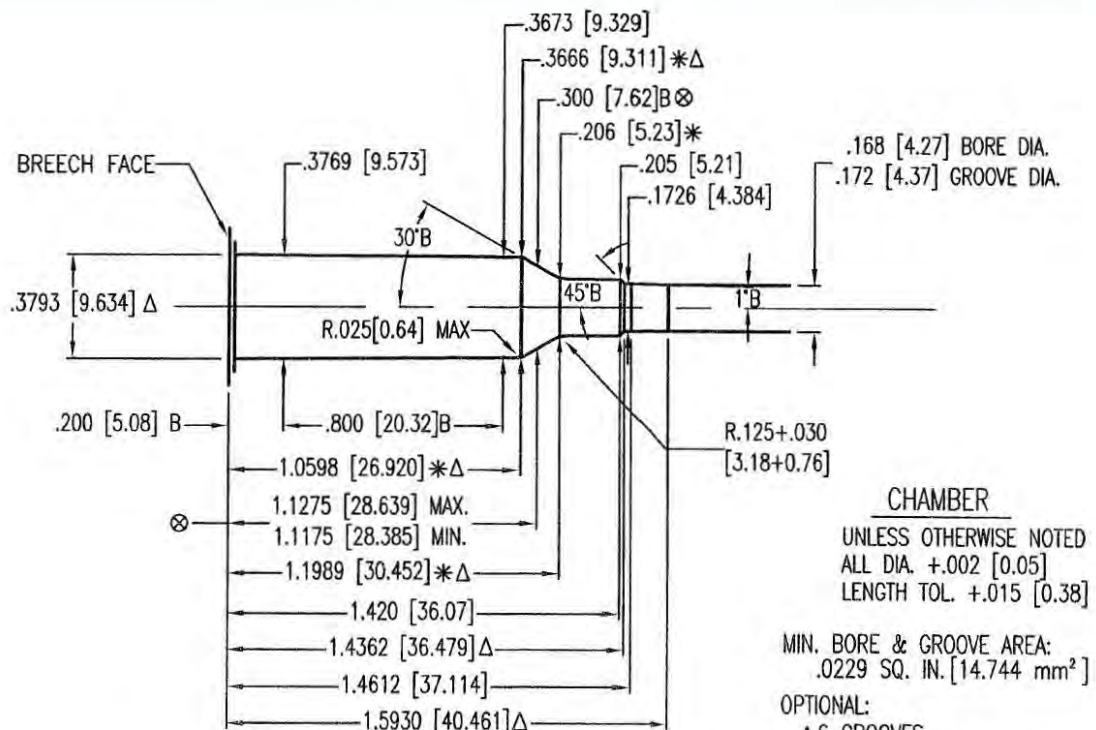 .3673 [9.329]
.3666 [9.311]*Δ
.300 [7.62]B⊗
.206 [5.23]*
.168 [4.27] BORE DIA.
BREECH FACE
.3769 [9.573]
.205 [5.21]
.172 [4.37] GROOVE DIA.
.1726 [4.384]
30°B
.3793 [9.634] Δ
45°B
1°B
R.025[0.64] MAX
.200 [5.08] B
.800 [20.32]B
R.125+.030
[3.18+0.76]
1.0598 [26.920]*Δ
1.1275 [28.639] MAX.
⊗
1.1175 [28.385] MIN.
1.1989 [30.452]*Δ
1.420 [36.07]
1.4362 [36.479]Δ
1.4612 [37.114]
1.5930 [40.461]Δ
CHAMBER
UNLESS OTHERWISE NOTED
ALL DIA. +.002 [0.05]
LENGTH TOL. +.015 [0.38]
MIN. BORE & GROOVE AREA:
.0229 SQ. IN.[14.744 mm²]
OPTIONAL: